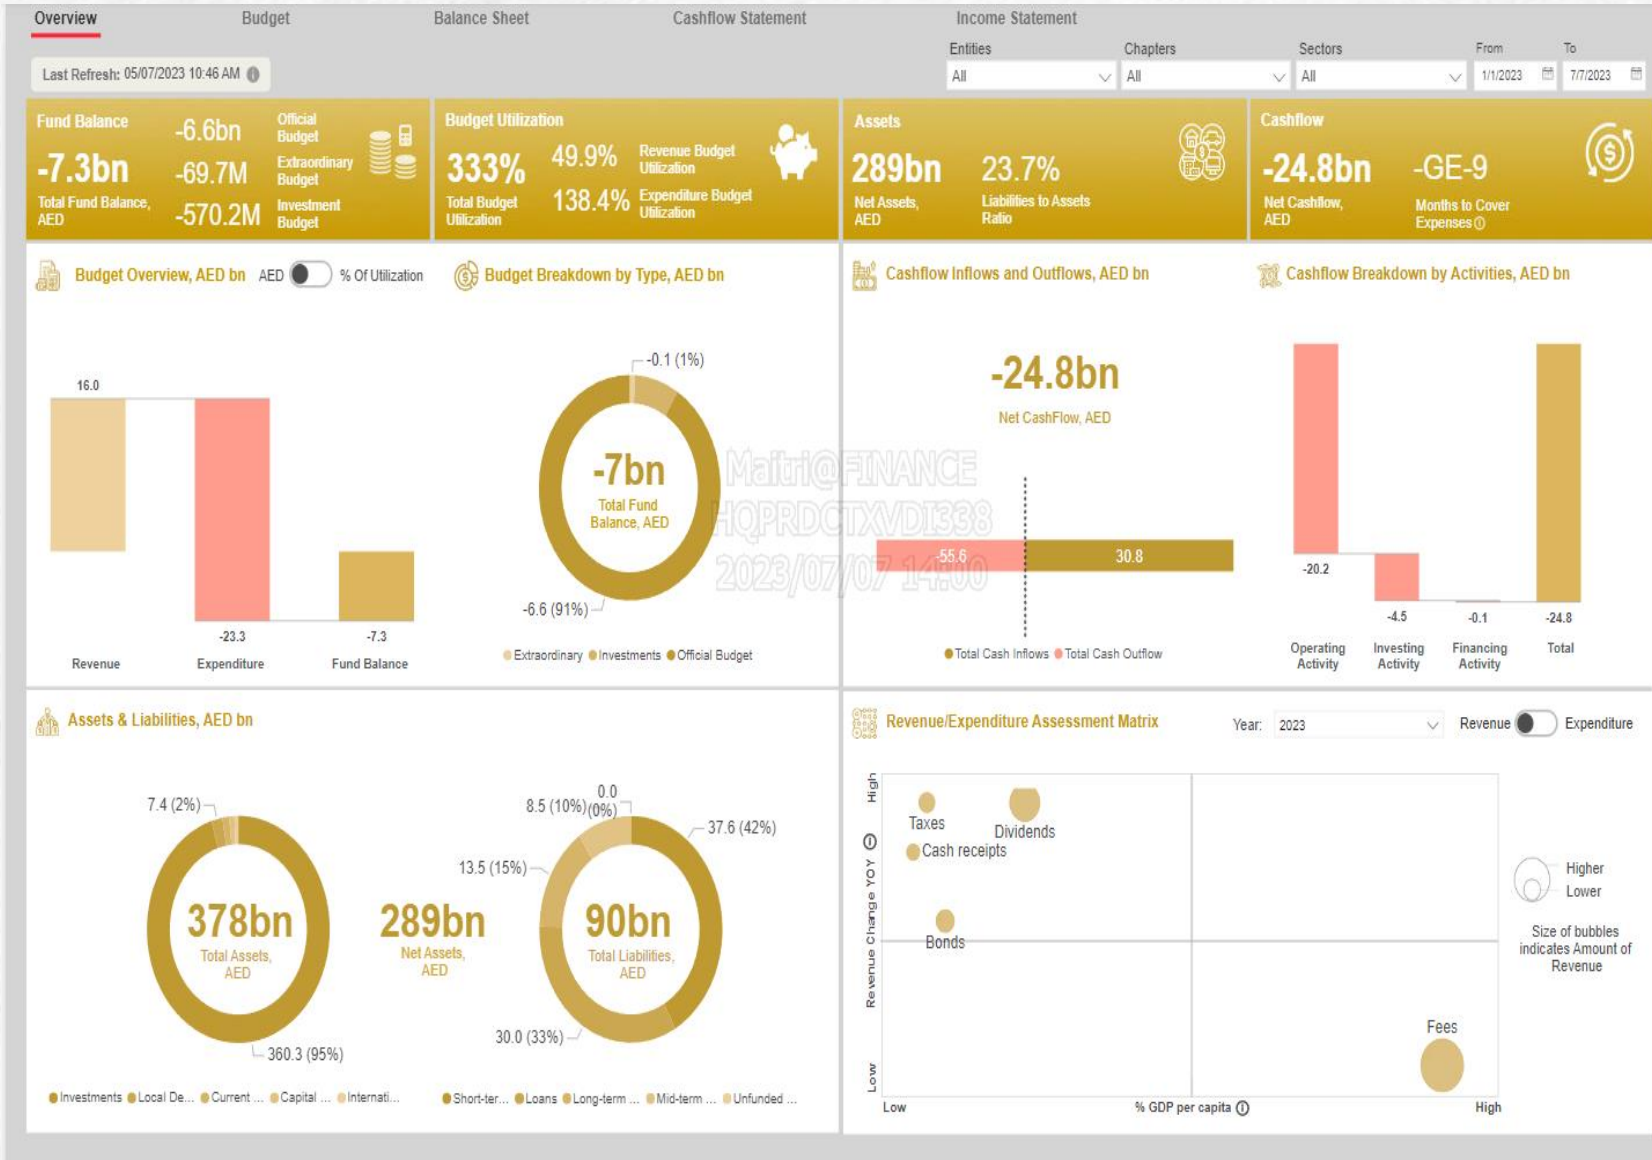 Overview
Budget
Balance Sheet
Cashflow Statement
Income Statement
Last Refresh: 05/07/2023 10:46 AM
Entities
All
Chapters
All
Sectors
All
From
1/1/2023
To
7/7/2023
Fund Balance
-7.3bn
Total Fund Balance,
AED
-6.6bn
Official
Budget
-69.7M
Extraordinary
Budget
-570.2M
Investment
Budget
Budget Utilization
333%
Total Budget
Utilization
49.9%
Revenue Budget
Utilization
138.4%
Expenditure Budget
Utilization
Assets
289bn
Net Assets,
AED
23.7%
Liabilities to Assets
Ratio
Cashflow
-24.8bn
Net Cashflow,
AED
-GE-9
Months to Cover
Expenses
Budget Overview, AED bn
AED
% Of Utilization
16.0
-23.3
-7.3
Revenue
Expenditure
Fund Balance
Budget Breakdown by Type, AED bn
-0.1 (1%)
-7bn
Total Fund
Balance, AED
-6.6 (91%)
Extraordinary
Investments
Official Budget
Cashflow Inflows and Outflows, AED bn
-24.8bn
Net CashFlow, AED
-55.6
30.8
Total Cash Inflows
Total Cash Outflow
Cashflow Breakdown by Activities, AED bn
-20.2
-4.5
-0.1
-24.8
Operating
Activity
Investing
Activity
Financing
Activity
Total
Maitri@FINANCE
HQPRDCTXVDI338
2023/07/07 14:00
Assets & Liabilities, AED bn
7.4 (2%)
378bn
Total Assets,
AED
360.3 (95%)
Investments
Local De...
Current ...
Capital ...
Internati...
289bn
Net Assets,
AED
0.0
(0%)
8.5 (10%)
37.6 (42%)
13.5 (15%)
90bn
Total Liabilities,
AED
30.0 (33%)
Short-ter...
Loans
Long-term ...
Mid-term ...
Unfunded ...
Revenue/Expenditure Assessment Matrix
Year:
2023
Revenue
Expenditure
High
Revenue Change YOY
Low
Taxes
Dividends
Cash receipts
Bonds
Fees
Low
% GDP per capita
High
Higher
Lower
Size of bubbles
indicates Amount of
Revenue